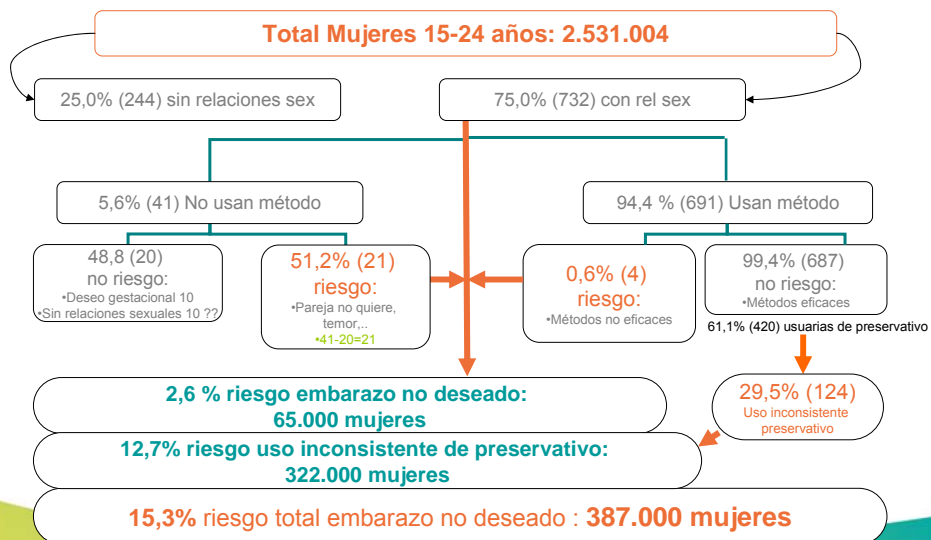 Total Mujeres 15-24 años: 2.531.004
25,0% (244) sin relaciones sex
75,0% (732) con rel sex
5,6% (41) No usan método
94,4 % (691) Usan método
48,8 (20)
no riesgo:
•Deseo gestacional 10
•Sin relaciones sexuales 10 ??
51,2% (21)
riesgo:
•Pareja no quiere,
temor,..
•41-20=21
0,6% (4)
riesgo:
•Métodos no eficaces
99,4% (687)
no riesgo:
•Métodos eficaces
61,1% (420) usuarias de preservativo
29,5% (124)
Uso inconsistente
preservativo
2,6 % riesgo embarazo no deseado:
65.000 mujeres
12,7% riesgo uso inconsistente de preservativo:
322.000 mujeres
15,3% riesgo total embarazo no deseado : 387.000 mujeres